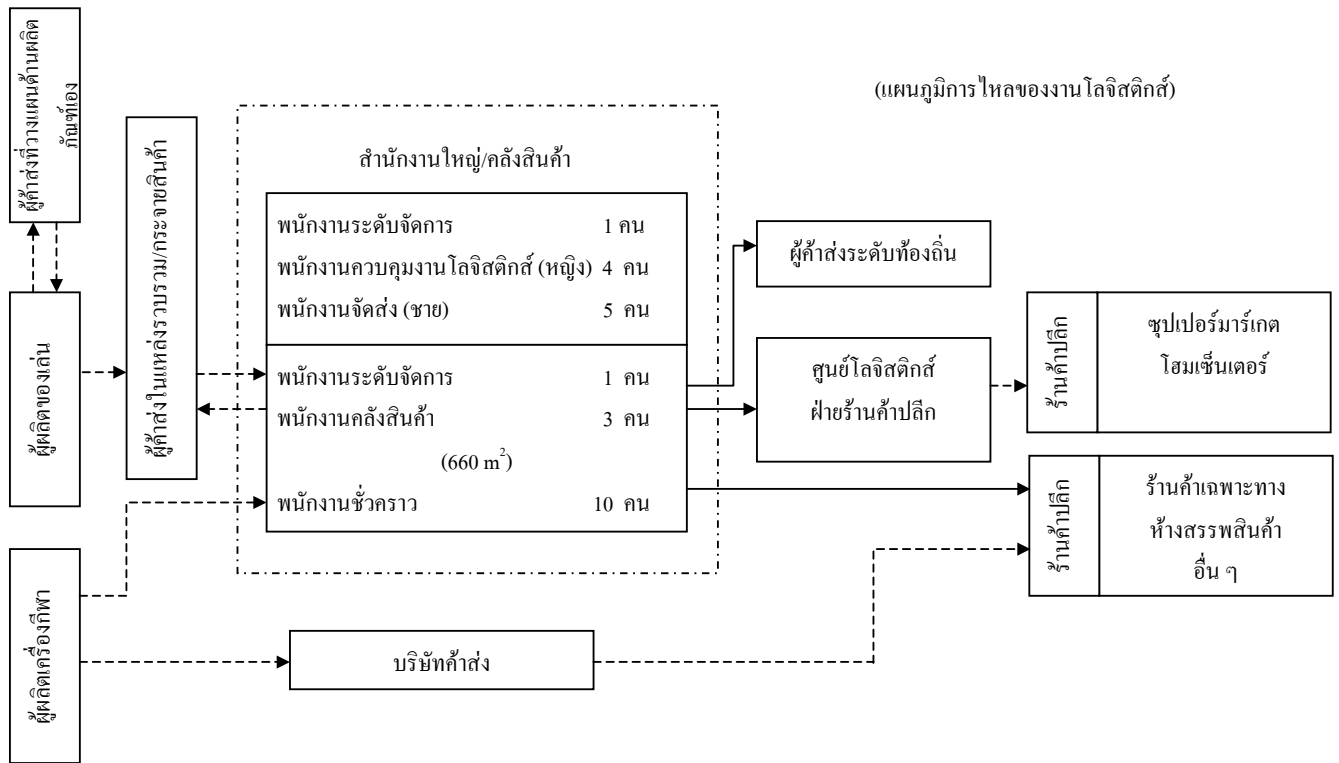 (แผนภูมิการไหลของงานโลจิสติกส์)
ผู้ค้าส่งที่วางแผนด้านผลิต
ภัณฑ์เอง
ผู้ผลิตของเล่น
ผู้ผลิตเครื่องกีฬา
ผู้ค้าส่งในแหล่งรวบรวม/กระจายสินค้า
สำนักงานใหญ่/คลังสินค้า
พนักงานระดับจัดการ 1 คน
พนักงานควบคุมงานโลจิสติกส์ (หญิง) 4 คน
พนักงานจัดส่ง (ชาย) 5 คน
พนักงานระดับจัดการ 1 คน
พนักงานคลังสินค้า 3 คน
(660 m²)
พนักงานชั่วคราว 10 คน
บริษัทค้าส่ง
ผู้ค้าส่งระดับท้องถิ่น
ศูนย์โลจิสติกส์
ฝ่ายร้านค้าปลีก
ร้านค้าปลีก
ซุปเปอร์มาร์เกต
โฮมเซ็นเตอร์
ร้านค้าปลีก
ร้านค้าเฉพาะทาง
ห้างสรรพสินค้า
อื่น ๆ